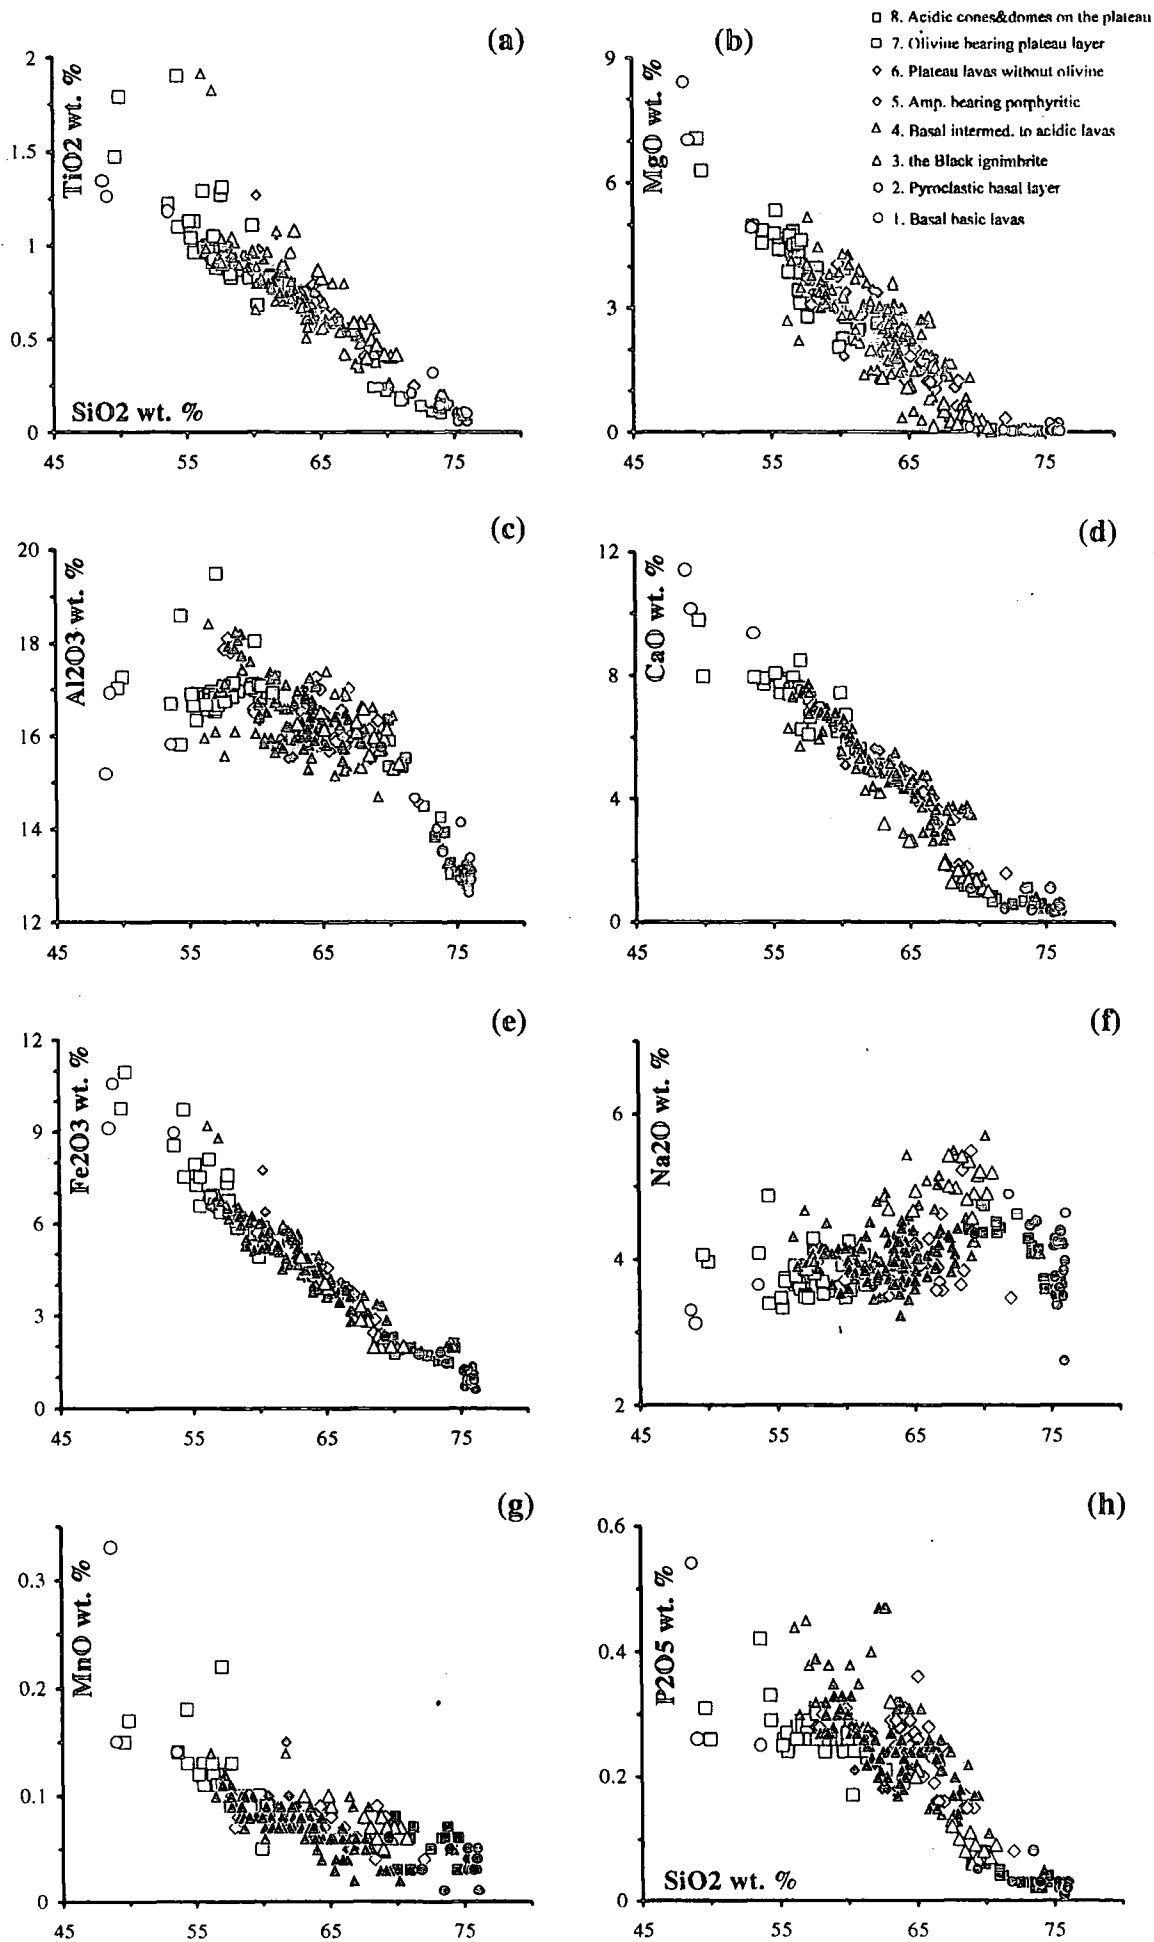 8. Acidic cones&domes on the plateau
7. Olivine bearing plateau layer
6. Plateau lavas without olivine
5. Amp. bearing porphyritic
4. Basal intermed. to acidic lavas
3. the Black ignimbrite
2. Pyroclastic basal layer
1. Basal basic lavas
(a)
TiO2 wt. %
2
1.5
1
0.5
0
SiO2 wt. %
45 55 65 75
(b)
MgO wt. %
9
6
3
0
45 55 65 75
(c)
Al2O3 wt. %
20
18
16
14
12
45 55 65 75
(d)
CaO wt. %
12
8
4
0
45 55 65 75
(e)
Fe2O3 wt. %
12
9
6
3
0
45 55 65 75
(f)
Na2O wt. %
6
4
2
45 55 65 75
(g)
MnO wt. %
0.3
0.2
0.1
0
45 55 65 75
(h)
P2O5 wt. %
0.6
0.4
0.2
0
SiO2 wt. %
45 55 65 75